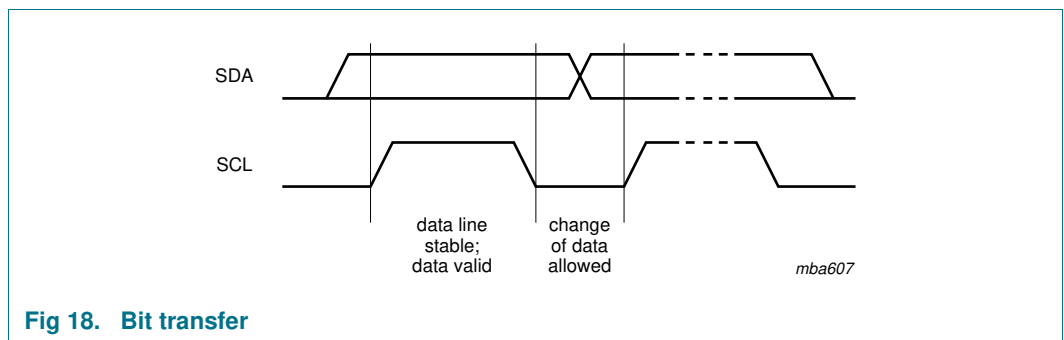 SDA
SCL
data line
stable;
data valid
change
of data
allowed
mba607
Fig 18. Bit transfer